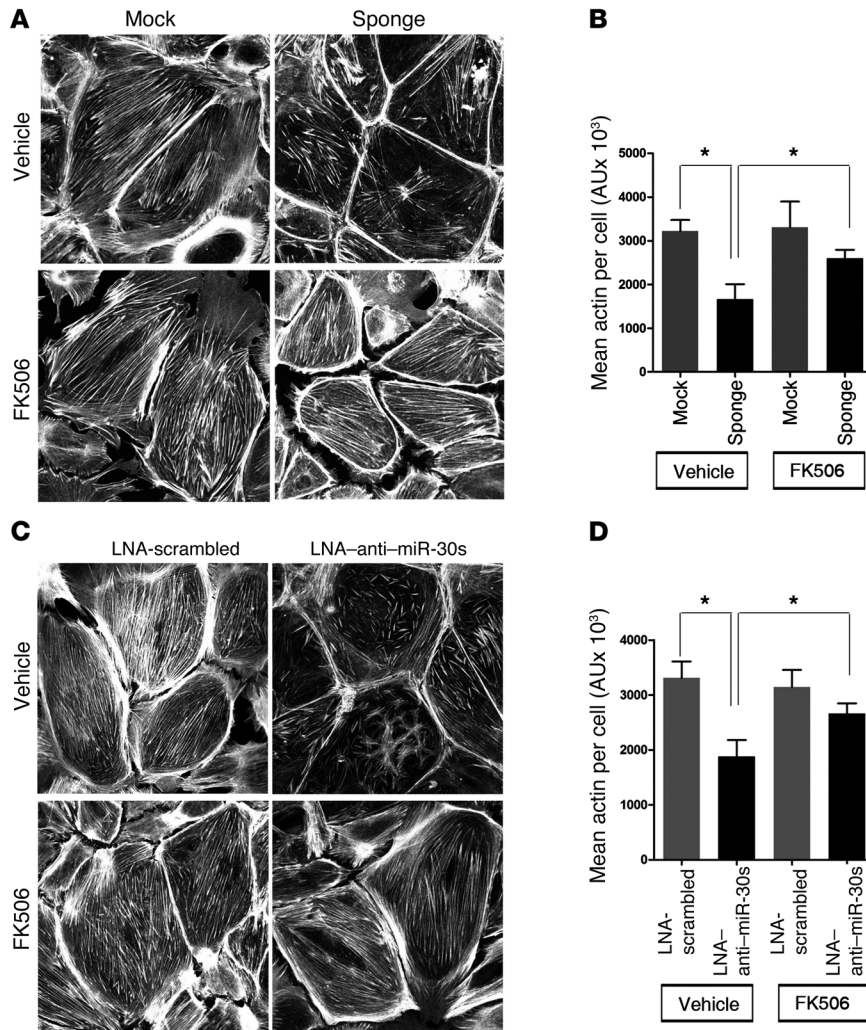 A
Mock
Sponge
Vehicle
FK506
B
Mean actin per cell (AUx 10³)
5000
4000
3000
2000
1000
0
*
*
Mock
Sponge
Mock
Sponge
Vehicle
FK506
C
LNA-scrambled
LNA–anti–miR-30s
Vehicle
FK506
D
Mean actin per cell (AUx 10³)
4000
3000
2000
1000
0
*
*
LNA-
scrambled
LNA–
anti–miR-30s
LNA-
scrambled
LNA–
anti–miR-30s
Vehicle
FK506